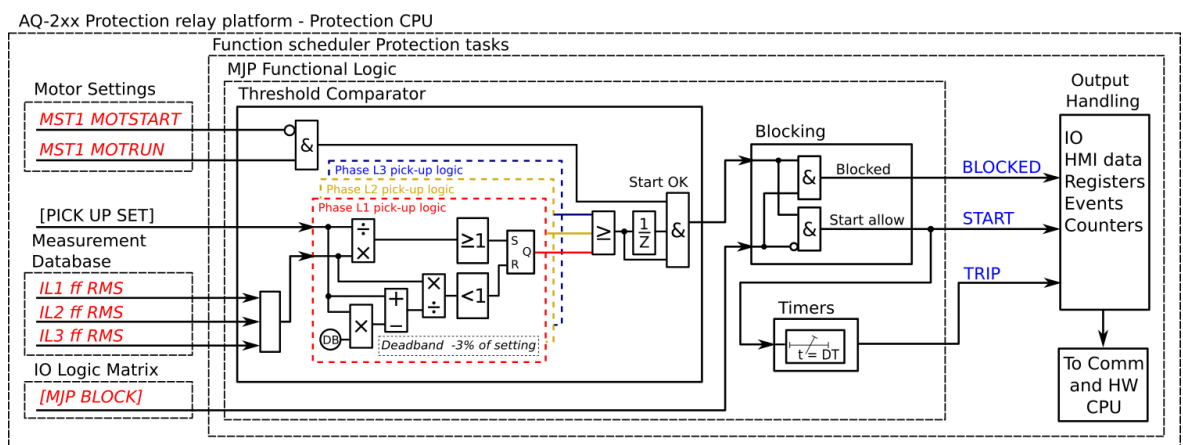 AQ-2xx Protection relay platform - Protection CPU
Function scheduler Protection tasks
MJP Functional Logic
Threshold Comparator
Motor Settings
MST1 MOTSTART
MST1 MOTRUN
&
Phase L3 pick-up logic
Phase L2 pick-up logic
Phase L1 pick-up logic
[PICK UP SET]
Measurement
Database
IL1 ff RMS
IL2 ff RMS
IL3 ff RMS
÷
×
≥1
S
Q
R
×
÷
<1
+
−
×
DB
Deadband -3% of setting
≥
1
Z
Start OK
&
IO Logic Matrix
[MJP BLOCK]
Blocking
&
Blocked
&
Start allow
Timers
t = DT
BLOCKED
START
TRIP
Output
Handling
IO
HMI data
Registers
Events
Counters
To Comm
and HW
CPU